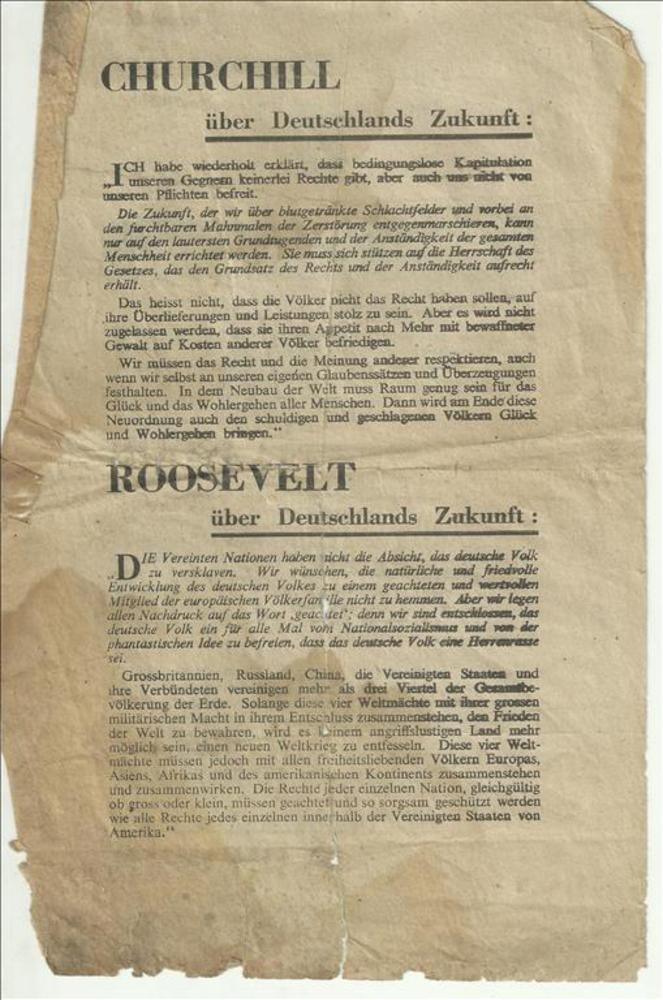 CHURCHILL
über Deutschlands Zukunft :
„ICH habe wiederholt erklärt, dass bedingungslose Kapitulation
unseren Gegnern keinerlei Rechte gibt, aber auch uns nicht von
unseren Pflichten befreit.
Die Zukunft, der wir über blutgetränkte Schlachtfelder und vorbei an
den furchtbaren Mahnmalen der Zerstörung entgegenmarschieren, kann
nur auf den lautersten Grundtugenden und der Anständigkeit der gesamten
Menschheit errichtet werden. Sie muss sich stützen auf die Herrschaft des
Gesetzes, das den Grundsatz des Rechts und der Anständigkeit aufrecht
erhält.
Das heisst nicht, dass die Völker nicht das Recht haben sollen, auf
ihre Überlieferungen und Leistungen stolz zu sein. Aber es wird nicht
zugelassen werden, dass sie ihren Appetit nach Mehr mit bewaffneter
Gewalt auf Kosten anderer Völker befriedigen.
Wir müssen das Recht und die Meinung anderer respektieren, auch
wenn wir selbst an unseren eigenen Glaubenssätzen und Überzeugungen
festhalten. In dem Neubau der Welt muss Raum genug sein für das
Glück und das Wohlergehen aller Menschen. Dann wird am Ende diese
Neuordnung auch den schuldigen und geschlagenen Völkern Glück
und Wohlergehen bringen.“
ROOSEVELT
über Deutschlands Zukunft :
„DIE Vereinten Nationen haben nicht die Absicht, das deutsche Volk
zu versklaven. Wir wünschen, die natürliche und friedvolle
Entwicklung des deutschen Volkes zu einem geachteten und wertvollen
Mitglied der europäischen Völkerfamilie nicht zu hemmen. Aber wir legen
allen Nachdruck auf das Wort ‚geachtet‘; denn wir sind entschlossen, das
deutsche Volk ein für alle Mal vom Nationalsozialismus und von der
phantastischen Idee zu befreien, dass das deutsche Volk eine Herrenrasse
sei.
Grossbritannien, Russland, China, die Vereinigten Staaten und
ihre Verbündeten vereinigen mehr als drei Viertel der Gesamtbe-
völkerung der Erde. Solange diese vier Weltmächte mit ihrer grossen
militärischen Macht in ihrem Entschluss zusammenstehen, den Frieden
der Welt zu bewahren, wird es keinem angriffslustigen Land mehr
möglich sein, einen neuen Weltkrieg zu entfesseln. Diese vier Welt-
mächte müssen jedoch mit allen freiheitsliebenden Völkern Europas,
Asiens, Afrikas und des amerikanischen Kontinents zusammenstehen
und zusammenwirken. Die Rechte jeder einzelnen Nation, gleichgültig
ob gross oder klein, müssen geachtet und so sorgsam geschützt werden
wie alle Rechte jedes einzelnen innerhalb der Vereinigten Staaten von
Amerika.“